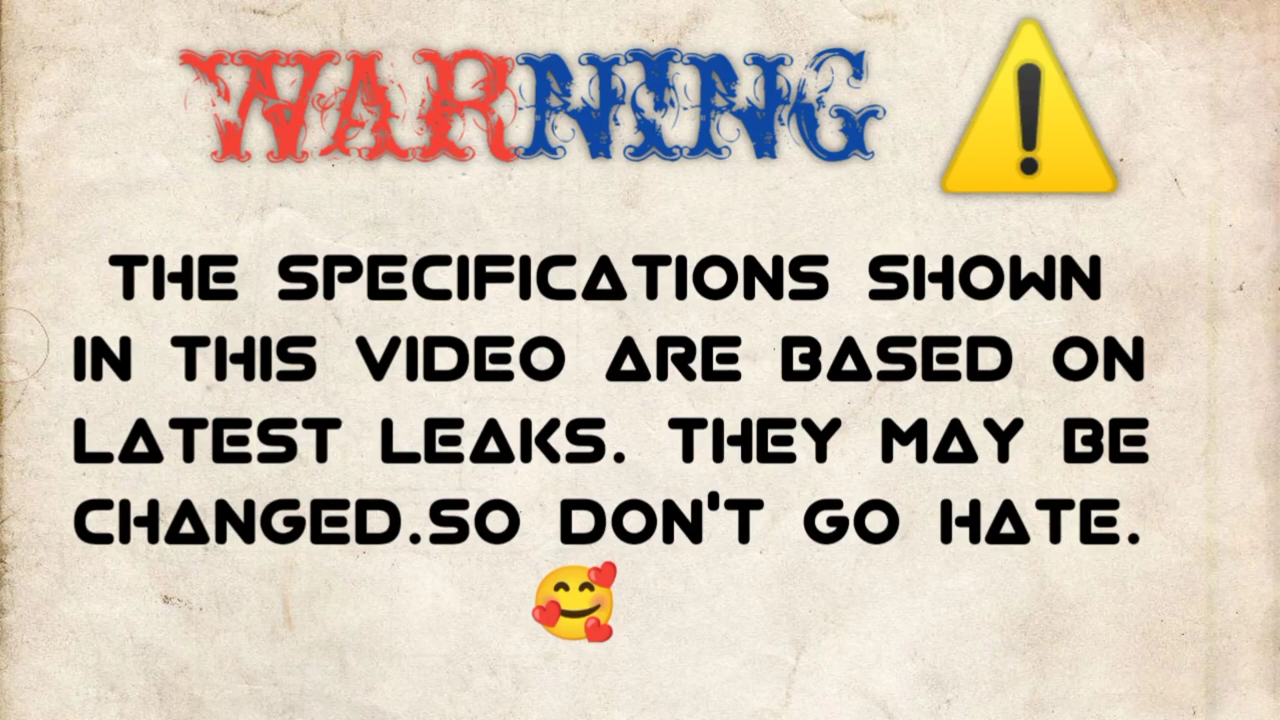 WARNING ⚠️
THE SPECIFICATIONS SHOWN
IN THIS VIDEO ARE BASED ON
LATEST LEAKS. THEY MAY BE
CHANGED.SO DON'T GO HATE.
🥰